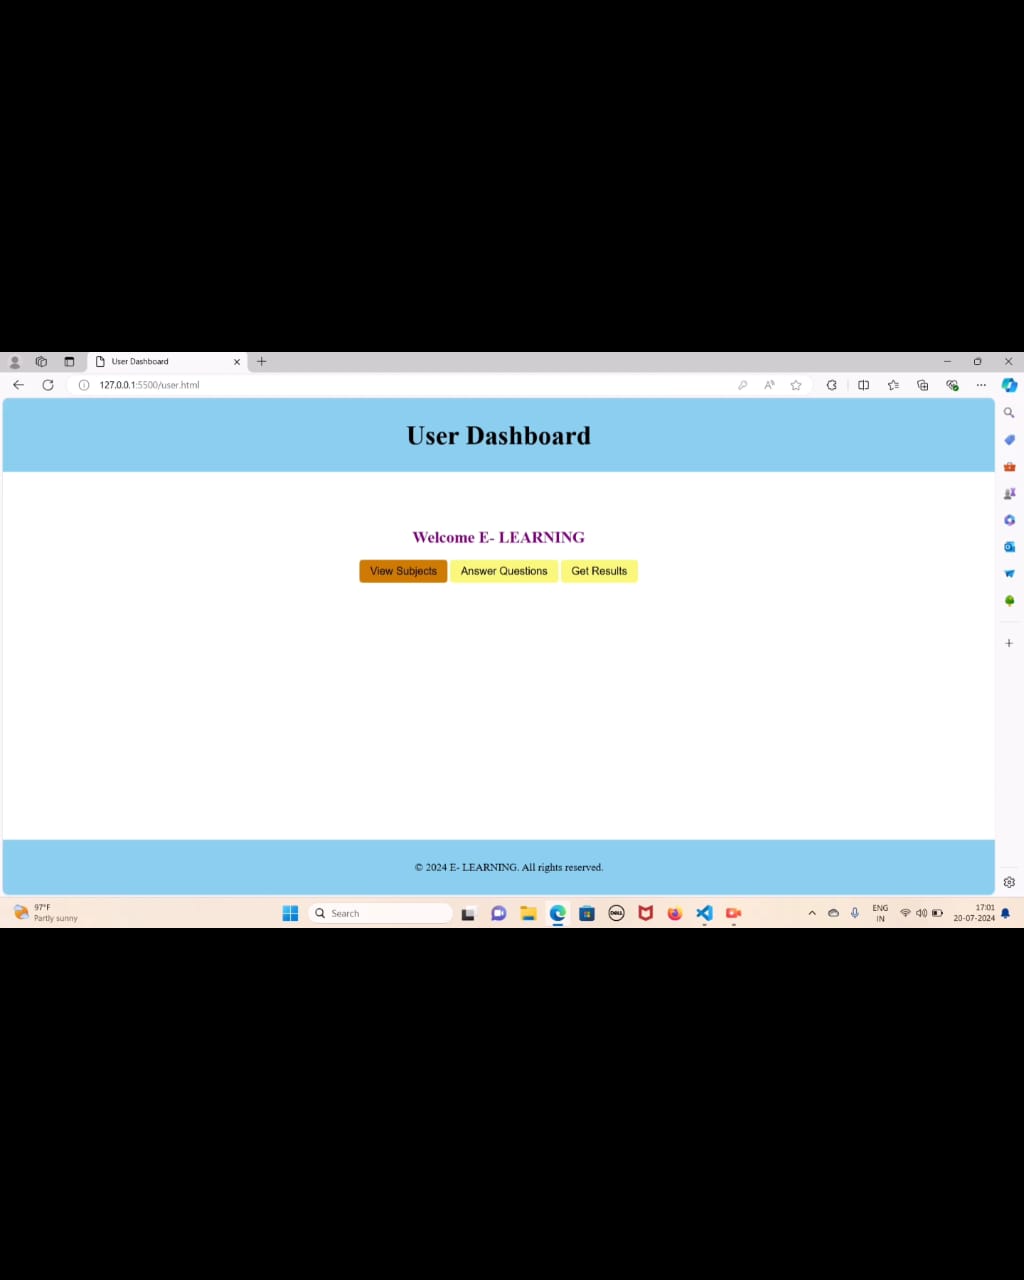 User Dashboard
127.0.0.1:5500/user.html
User Dashboard
Welcome E- LEARNING
View Subjects Answer Questions Get Results
© 2024 E- LEARNING. All rights reserved.
97°F
Partly sunny
Search
DELL
ENG
IN
17:01
20-07-2024